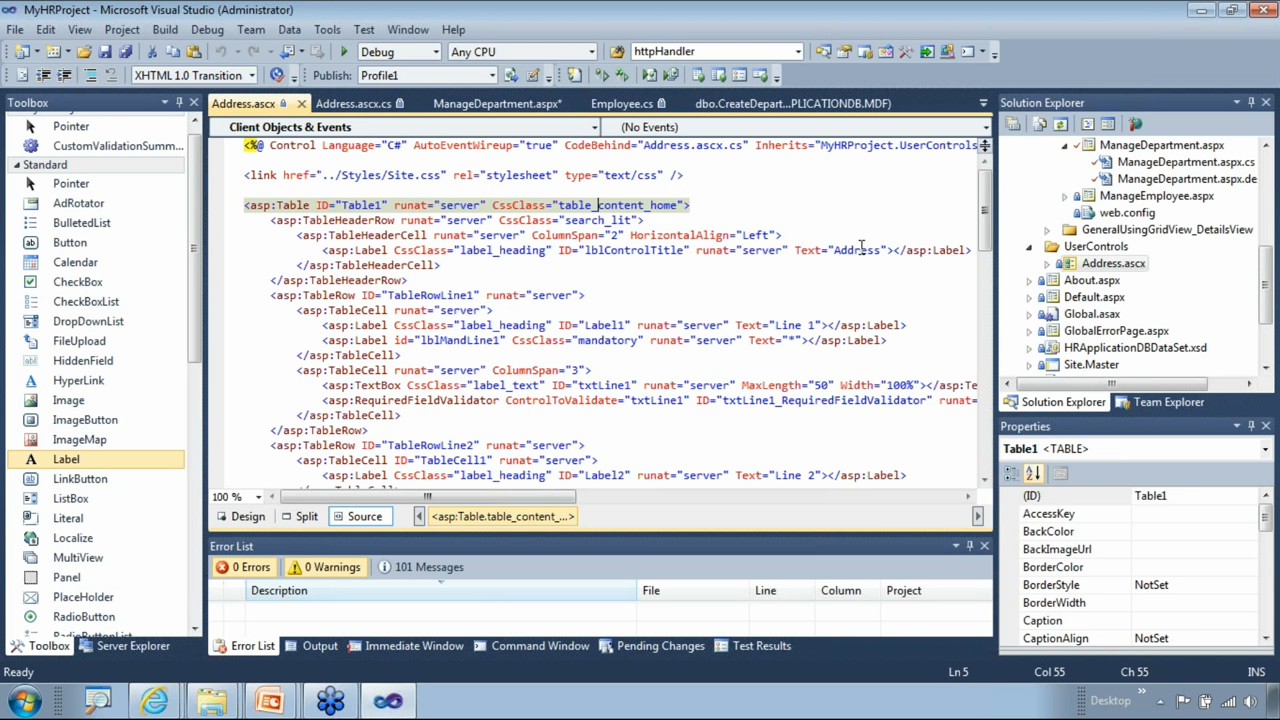 MyHRProject - Microsoft Visual Studio (Administrator)
File Edit View Project Build Debug Team Data Tools Test Window Help
Debug Any CPU httpHandler
XHTML 1.0 Transition Publish: Profile1
Toolbox
Pointer
CustomValidationSumm...
Standard
Pointer
AdRotator
BulletedList
Button
Calendar
CheckBox
CheckBoxList
DropDownList
FileUpload
HiddenField
HyperLink
Image
ImageButton
ImageMap
A Label
LinkButton
ListBox
Literal
Localize
MultiView
Panel
PlaceHolder
RadioButton
RadioButtonList
Toolbox Server Explorer
Address.ascx Address.ascx.cs ManageDepartment.aspx* Employee.cs dbo.CreateDepart...PLICATIONDB.MDF)
Client Objects & Events (No Events)
<%@ Control Language="C#" AutoEventWireup="true" CodeBehind="Address.ascx.cs" Inherits="MyHRProject.UserControls
<link href="../Styles/Site.css" rel="stylesheet" type="text/css" />
<asp:Table ID="Table1" runat="server" CssClass="table_content_home">
<asp:TableHeaderRow runat="server" CssClass="search_lit">
<asp:TableHeaderCell runat="server" ColumnSpan="2" HorizontalAlign="Left">
<asp:Label CssClass="label_heading" ID="lblControlTitle" runat="server" Text="Address"></asp:Label>
</asp:TableHeaderCell>
</asp:TableHeaderRow>
<asp:TableRow ID="TableRowLine1" runat="server">
<asp:TableCell runat="server">
<asp:Label CssClass="label_heading" ID="Label1" runat="server" Text="Line 1"></asp:Label>
<asp:Label id="lblMandLine1" CssClass="mandatory" runat="server" Text="*"></asp:Label>
</asp:TableCell>
<asp:TableCell runat="server" ColumnSpan="3">
<asp:TextBox CssClass="label_text" ID="txtLine1" runat="server" MaxLength="50" Width="100%"></asp:Te
<asp:RequiredFieldValidator ControlToValidate="txtLine1" ID="txtLine1_RequiredFieldValidator" runat=
</asp:TableCell>
</asp:TableRow>
<asp:TableRow ID="TableRowLine2" runat="server">
<asp:TableCell ID="TableCell1" runat="server">
<asp:Label CssClass="label_heading" ID="Label2" runat="server" Text="Line 2"></asp:Label>
100 %
Design Split Source <asp:Table.table_content_...>
Error List
0 Errors 0 Warnings 101 Messages
Description File Line Column Project
Error List Output Immediate Window Command Window Pending Changes Test Results
Solution Explorer
ManageDepartment.aspx
ManageDepartment.aspx.cs
ManageDepartment.aspx.de
ManageEmployee.aspx
web.config
GeneralUsingGridView_DetailsView
UserControls
Address.ascx
About.aspx
Default.aspx
Global.asax
GlobalErrorPage.aspx
HRApplicationDBDataSet.xsd
Site.Master
Solution Explorer Team Explorer
Properties
Table1 <TABLE>
(ID) Table1
AccessKey
BackColor
BackImageUrl
BorderColor
BorderStyle NotSet
BorderWidth
Caption
CaptionAlign NotSet
Ready Ln 5 Col 55 Ch 55 INS
Desktop